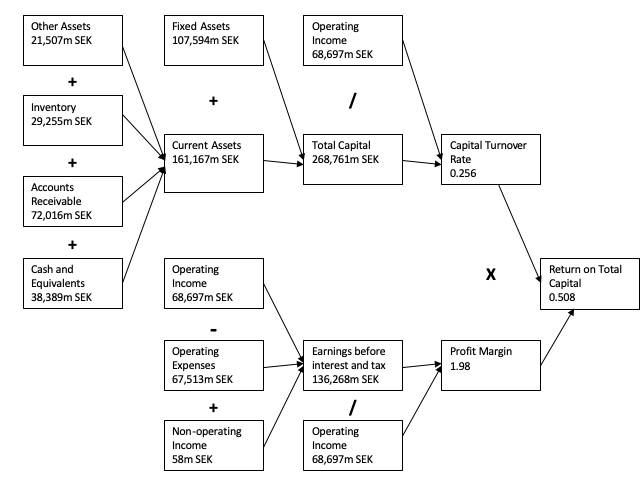 Other Assets
21,507m SEK
+
Inventory
29,255m SEK
+
Accounts
Receivable
72,016m SEK
+
Cash and
Equivalents
38,389m SEK
Fixed Assets
107,594m SEK
+
Current Assets
161,167m SEK
Operating
Income
68,697m SEK
/
Total Capital
268,761m SEK
Capital Turnover
Rate
0.256
X
Return on Total
Capital
0.508
Operating
Income
68,697m SEK
-
Operating
Expenses
67,513m SEK
+
Non-operating
Income
58m SEK
Earnings before
interest and tax
136,268m SEK
/
Operating
Income
68,697m SEK
Profit Margin
1.98